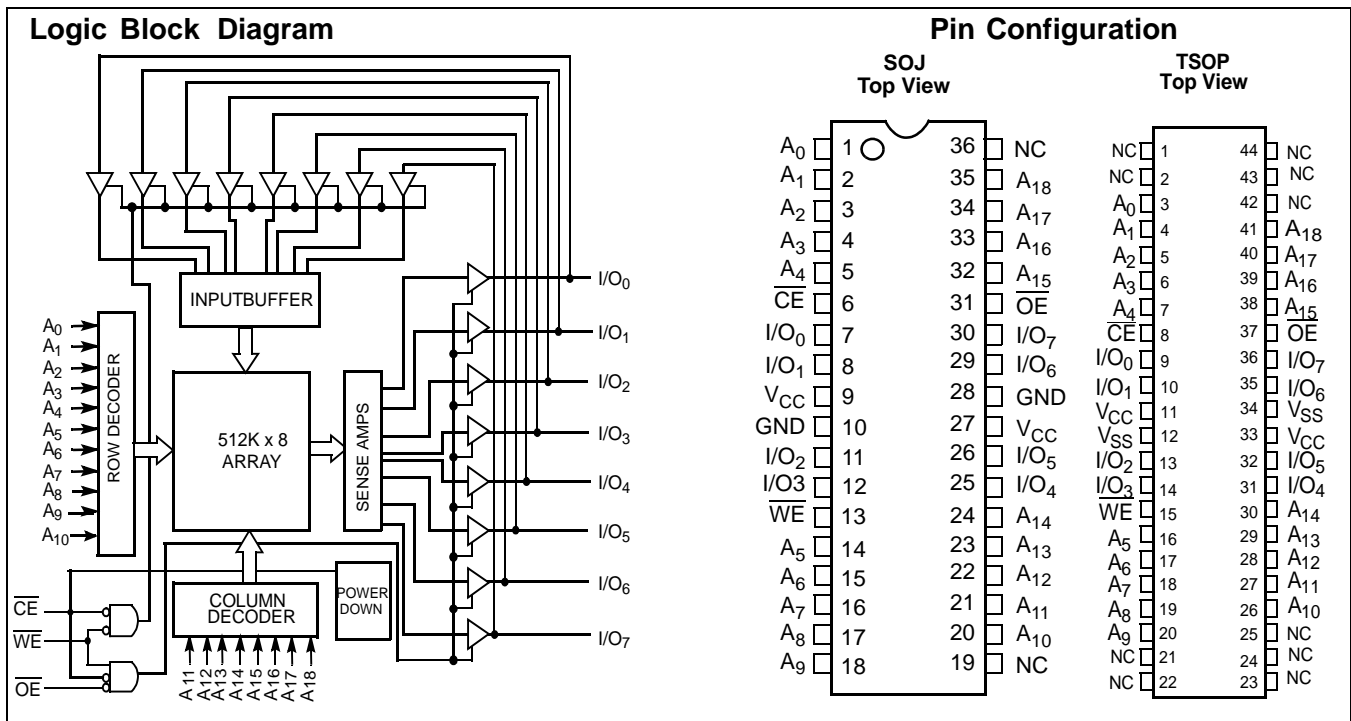 Logic Block Diagram
INPUTBUFFER
A0
A1
A2
A3
A4
A5
A6
A7
A8
A9
A10
ROW DECODER
512K x 8
ARRAY
SENSE AMPS
I/O0
I/O1
I/O2
I/O3
I/O4
I/O5
I/O6
I/O7
CE
WE
OE
COLUMN
DECODER
POWER
DOWN
A11
A12
A13
A14
A15
A16
A17
A18
Pin Configuration
SOJ
Top View
A0 1 36 NC
A1 2 35 A18
A2 3 34 A17
A3 4 33 A16
A4 5 32 A15
CE 6 31 OE
I/O0 7 30 I/O7
I/O1 8 29 I/O6
VCC 9 28 GND
GND 10 27 VCC
I/O2 11 26 I/O5
I/O3 12 25 I/O4
WE 13 24 A14
A5 14 23 A13
A6 15 22 A12
A7 16 21 A11
A8 17 20 A10
A9 18 19 NC
TSOP
Top View
NC 1 44 NC
NC 2 43 NC
A0 3 42 NC
A1 4 41 A18
A2 5 40 A17
A3 6 39 A16
A4 7 38 A15
CE 8 37 OE
I/O0 9 36 I/O7
I/O1 10 35 I/O6
VCC 11 34 VSS
VSS 12 33 VCC
I/O2 13 32 I/O5
I/O3 14 31 I/O4
WE 15 30 A14
A5 16 29 A13
A6 17 28 A12
A7 18 27 A11
A8 19 26 A10
A9 20 25 NC
NC 21 24 NC
NC 22 23 NC